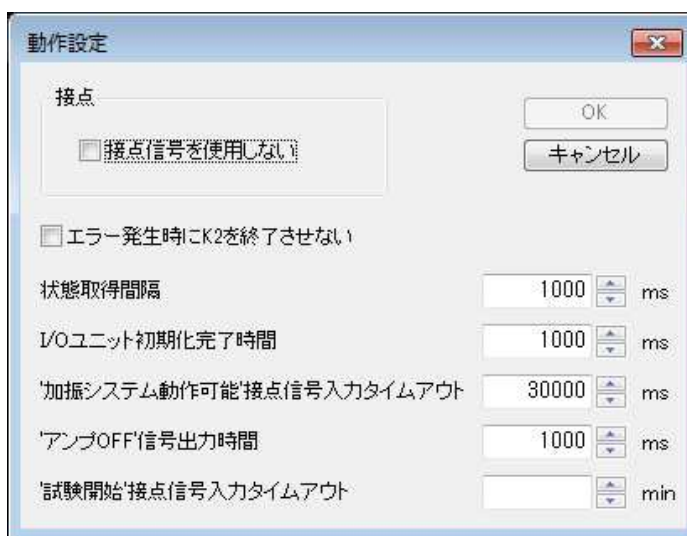 動作設定
接点
接点信号を使用しない
OK
キャンセル
エラー発生時にK2を終了させない
状態取得間隔 1000 ms
I/Oユニット初期化完了時間 1000 ms
'加振システム動作可能'接点信号入力タイムアウト 30000 ms
'アンプOFF'信号出力時間 1000 ms
'試験開始'接点信号入力タイムアウト min